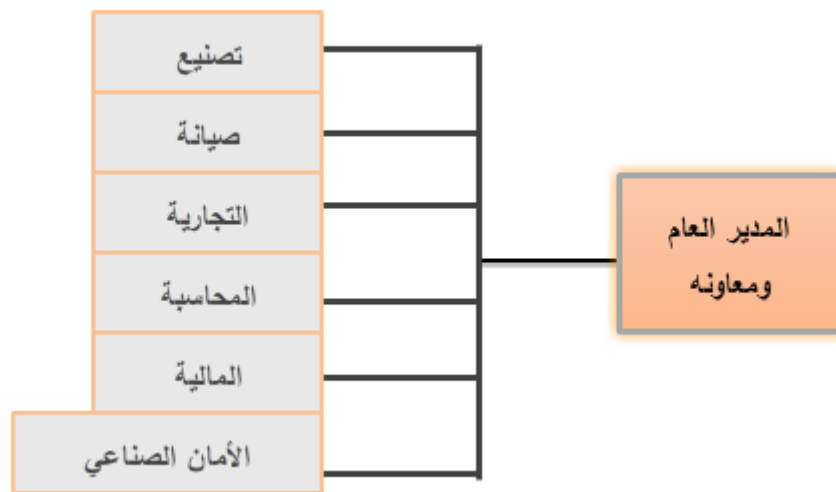 المدير العام
ومعاونه
تصنيع
صيانة
التجارية
المحاسبة
المالية
الأمان الصناعي